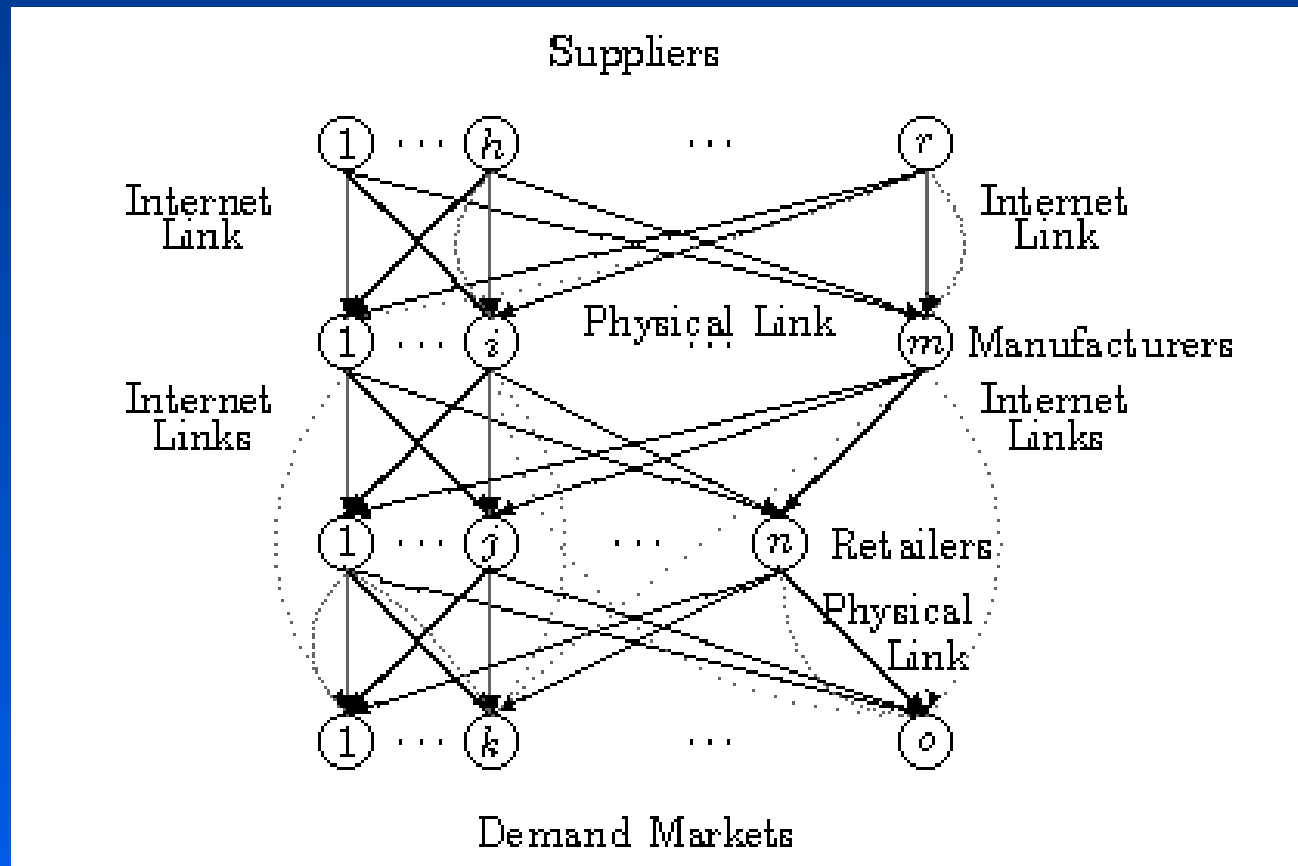 Suppliers
1 ··· h ··· r
Internet
Link
Internet
Link
Physical Link
1 ··· i ··· m Manufacturers
Internet
Links
Internet
Links
1 ··· j ··· n Retailers
Physical
Link
1 ··· k ··· o
Demand Markets